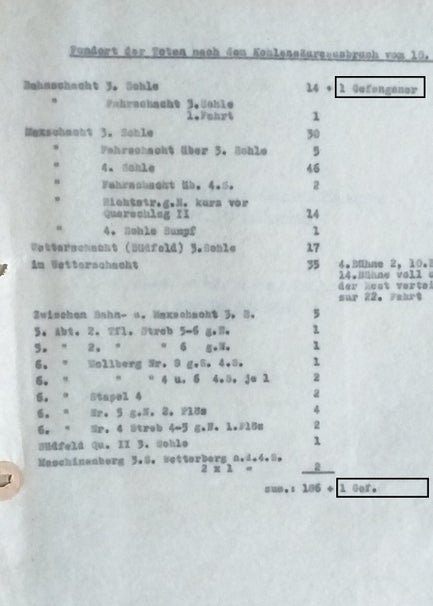 Fundort der Toten nach dem Kohlensäureausbruch vom 10.
Bahnschacht 3. Sohle 14 + 1 Gefangener
" Fahrschacht 3.Sohle
1.Fahrt 1
Maxschacht 3. Sohle 30
" Fahrschacht über 3. Sohle 5
" 4. Sohle 46
" Fahrschacht üb. 4.S. 2
" Richtstr.g.N. kurz vor
Querschlag II 14
" 4. Sohle Sumpf 1
Wetterschacht (Südfeld) 3.Sohle 17
im Wetterschacht 35 4.Bühne 2, 10.B
14.Bühne voll u
der Rest vertei
zur 22. Fahrt
Zwischen Bahn- u. Maxschacht 3. S. 5
5. Abt. 2. Tfl. Streb 5-6 g.N. 1
5. " 2. " " 6 g.N. 1
6. " Wollberg Nr. 9 g.S. 4.S. 1
6. " " " 4 u. 6 4.S. je 1 2
6. " Stapel 4 2
6. " Nr. 5 g.N. 2. Flös 4
6. " Nr. 4 Streb 4-5 g.N. 1.Flös 2
Südfeld Qu. II 3. Sohle 1
Maschinenberg 3.S. Wetterberg n.d.4.S.
2 x 1 " 2
sum.: 186 + 1 Gef.